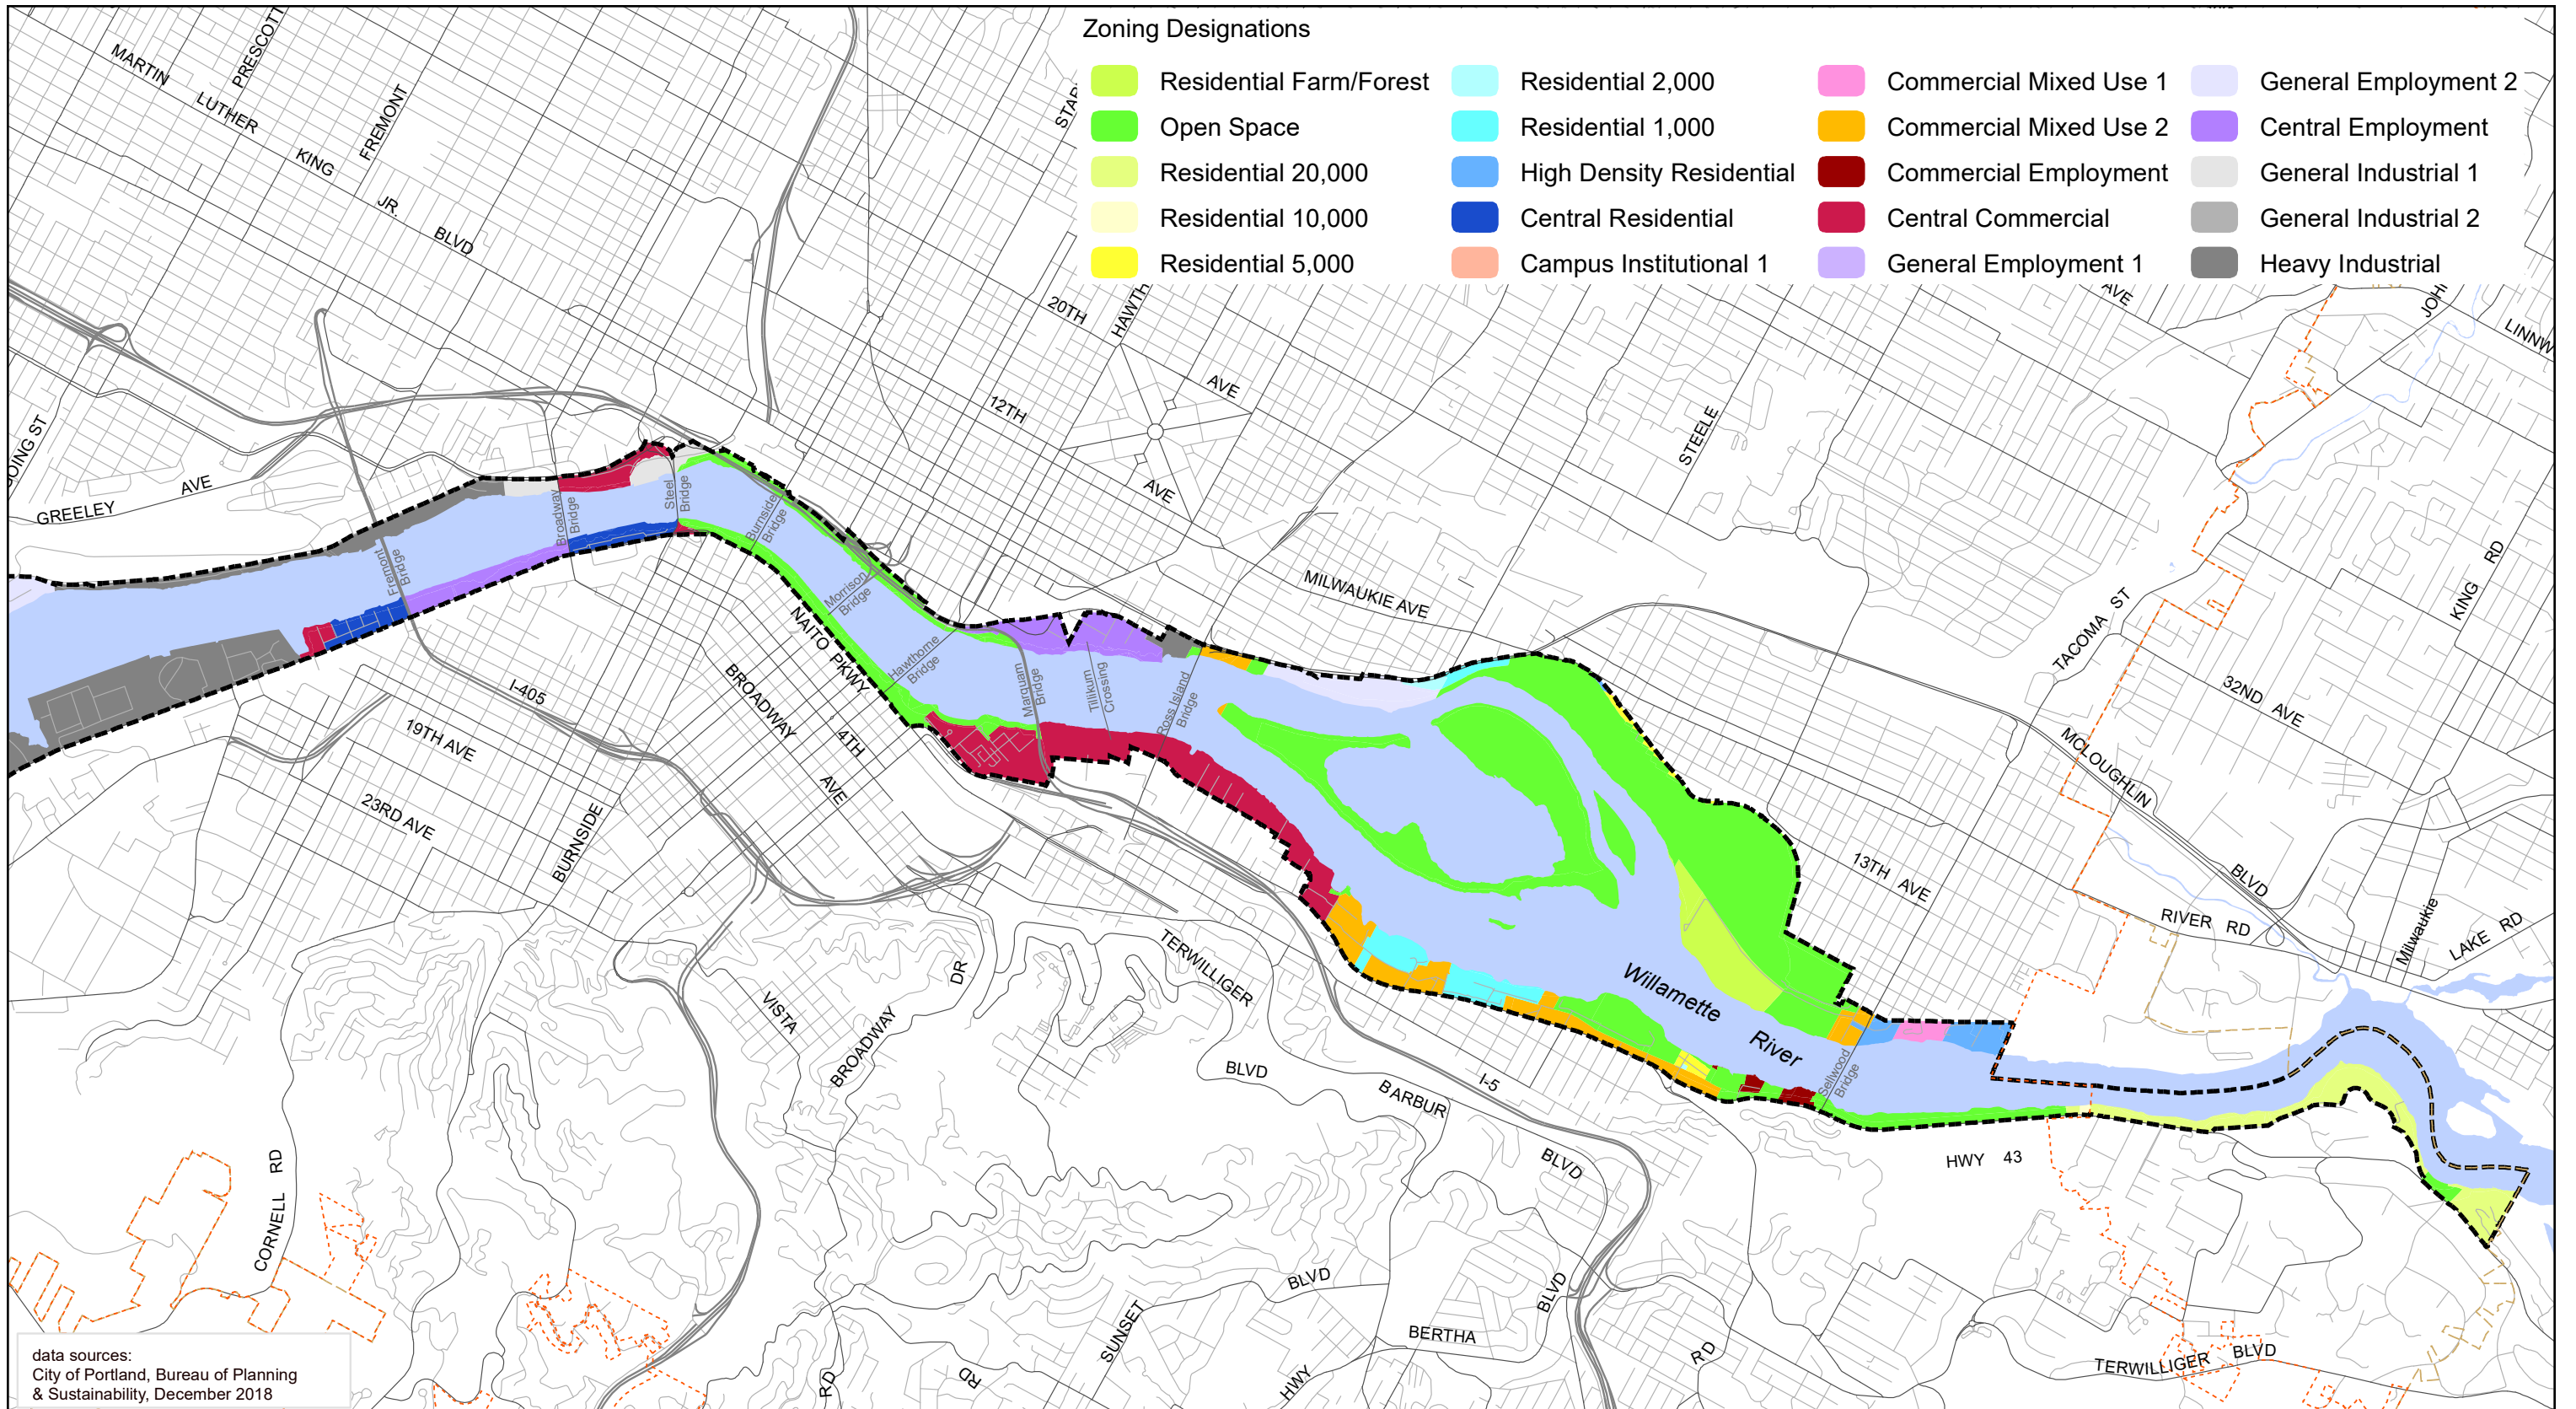 Zoning Designations
Residential Farm/Forest
Open Space
Residential 20,000
Residential 10,000
Residential 5,000
Residential 2,000
Residential 1,000
High Density Residential
Central Residential
Campus Institutional 1
Commercial Mixed Use 1
Commercial Mixed Use 2
Commercial Employment
Central Commercial
General Employment 1
General Employment 2
Central Employment
General Industrial 1
General Industrial 2
Heavy Industrial
MARTIN
LUTHER
KING
JR.
BLVD
PRESCOTT
FREMONT
20TH
AVE
12TH
AVE
STEELE
AVE
LINNW
GREELEY
AVE
Fremont
Bridge
Broadway
Bridge
Steel
Bridge
Burnside
Bridge
Morrison
Bridge
Hawthorne
Bridge
Marquam
Bridge
Tilikum
Crossing
Ross Island
Bridge
Sellwood
Bridge
NAITO PKWY
BROADWAY
4TH
AVE
I-405
19TH AVE
23RD AVE
BURNSIDE
MILWAUKIE AVE
TACOMA ST
KING RD
32ND AVE
MCLOUGHLIN
BLVD
13TH AVE
RIVER RD
Milwaukie
LAKE RD
Willamette
River
VISTA
BROADWAY
DR
TERWILLIGER
BLVD
BARBUR
BLVD
I-5
HWY 43
CORNELL RD
BLVD
SUNSET
RD
RD
HWY
BERTHA
BLVD
RD
TERWILLIGER BLVD
data sources:
City of Portland, Bureau of Planning
& Sustainability, December 2018